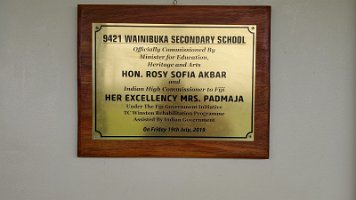 9421 WAINIBUKA SECONDARY SCHOOL
Officially Commissioned By
Minister for Education,
Heritage and Arts
HON. ROSY SOFIA AKBAR
and
Indian High Commissioner to Fiji
HER EXCELLENCY MRS. PADMAJA
Under The Fiji Government Initiative
TC Winston Rehabilitation Programme
Assisted By Indian Government
On Friday 19th July, 2019